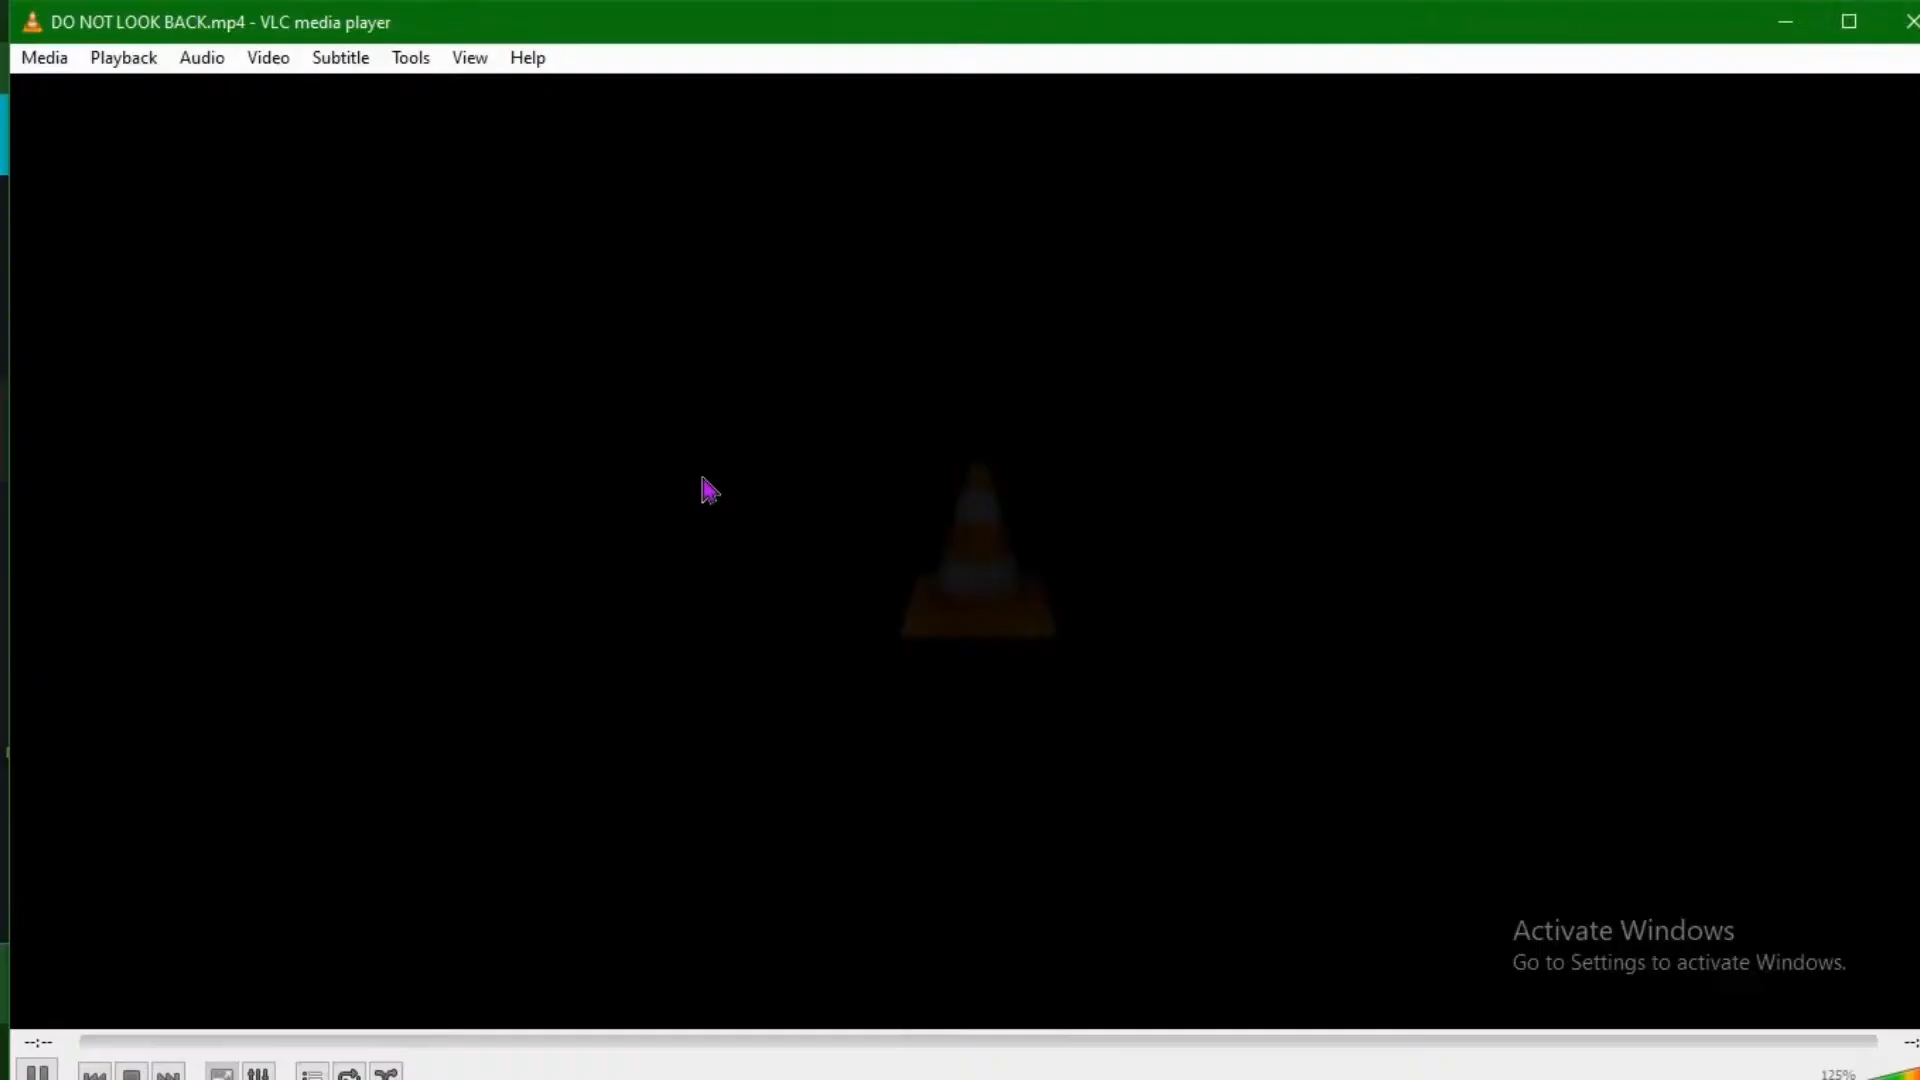 DO NOT LOOK BACK.mp4 - VLC media player
Media Playback Audio Video Subtitle Tools View Help
Activate Windows
Go to Settings to activate Windows.
--:-- --:
125%